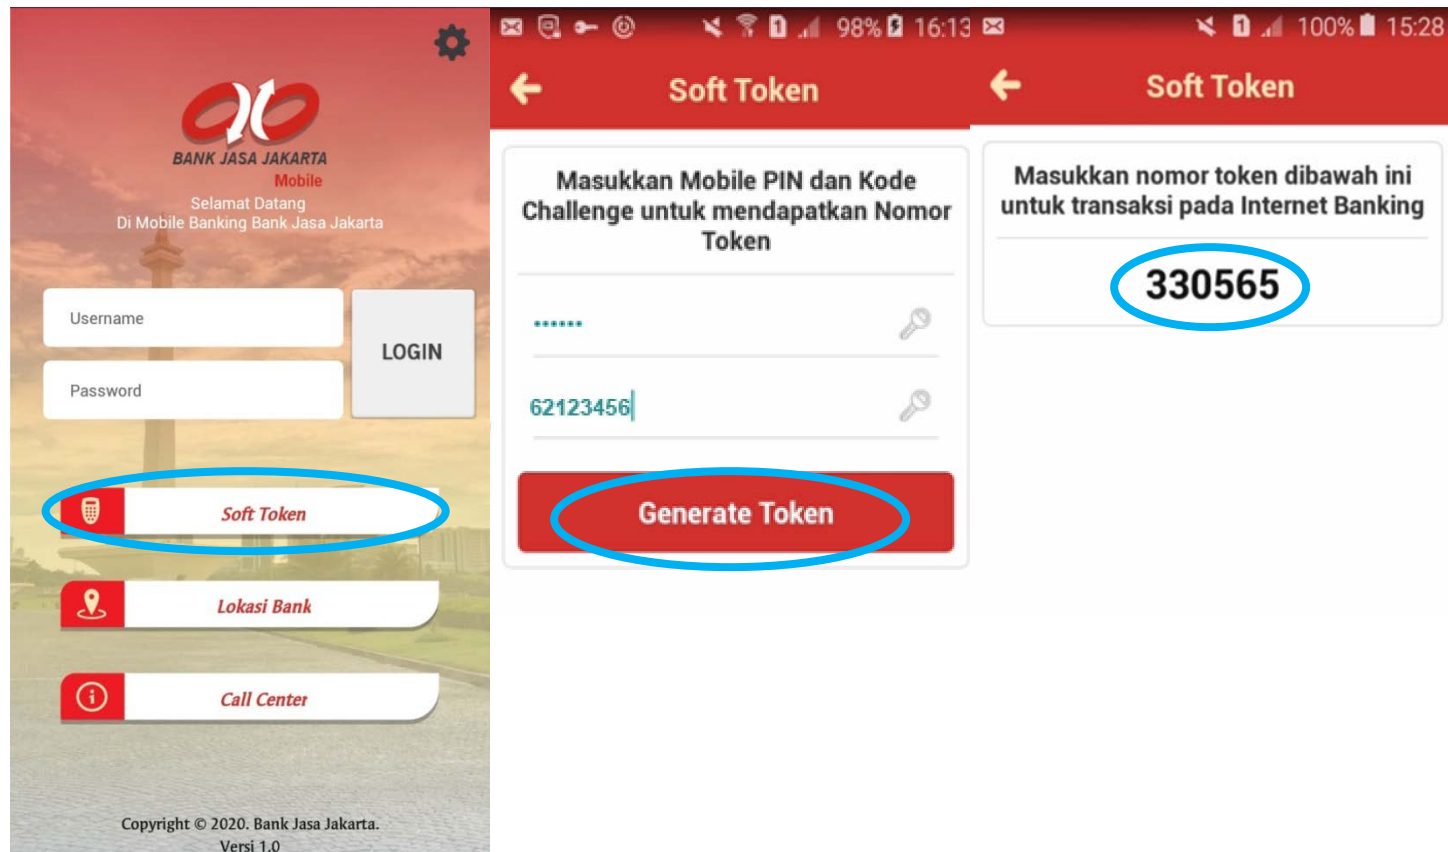 BANK JASA JAKARTA
Mobile
Selamat Datang
Di Mobile Banking Bank Jasa Jakarta
Username
Password
LOGIN
Soft Token
Lokasi Bank
Call Center
Copyright © 2020. Bank Jasa Jakarta.
Versi 1.0
98% 16:13
Soft Token
Masukkan Mobile PIN dan Kode
Challenge untuk mendapatkan Nomor
Token
••••••
62123456
Generate Token
1 100% 15:28
Soft Token
Masukkan nomor token dibawah ini
untuk transaksi pada Internet Banking
330565